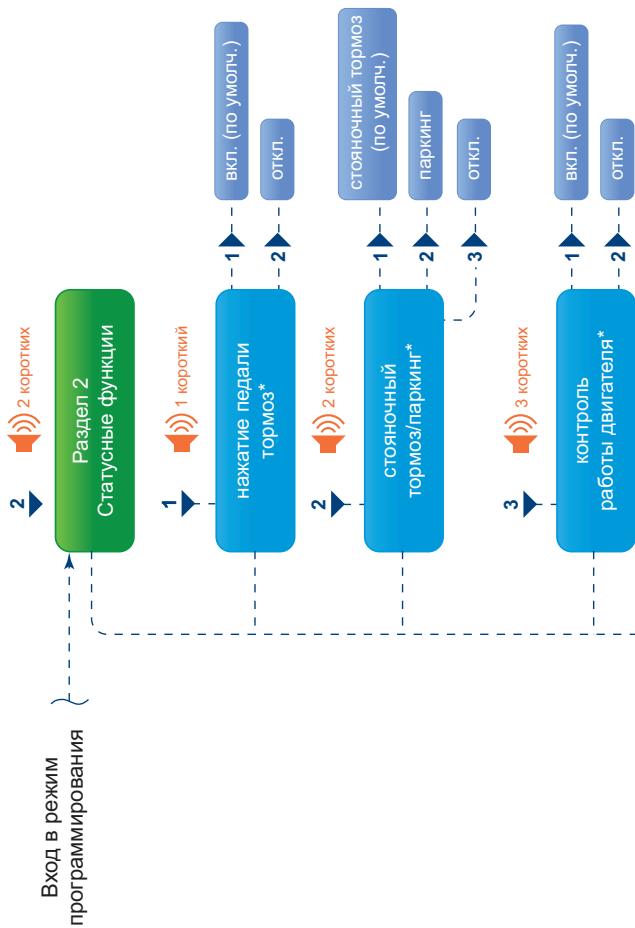 Вход в режим
программирования
2
2 коротких
Раздел 2
Статусные функции
1
1 короткий
нажатие педали
тормоз*
1
вкл. (по умолч.)
2
откл.
2
2 коротких
стояночный
тормоз/паркинг*
1
стояночный тормоз
(по умолч.)
2
паркинг
3
откл.
3
3 коротких
контроль
работы двигателя*
1
вкл. (по умолч.)
2
откл.